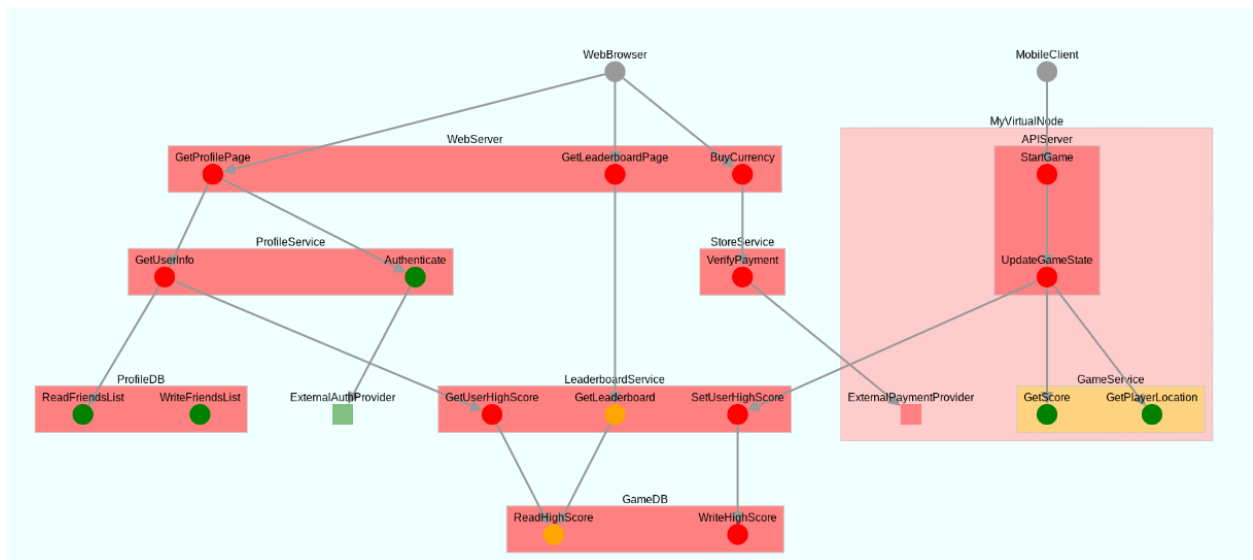 WebBrowser
MobileClient
MyVirtualNode
WebServer
APIServer
GetProfilePage
GetLeaderboardPage
BuyCurrency
StartGame
ProfileService
StoreService
GetUserInfo
Authenticate
VerifyPayment
UpdateGameState
ProfileDB
LeaderboardService
GameService
ReadFriendsList
WriteFriendsList
ExternalAuthProvider
GetUserHighScore
GetLeaderboard
SetUserHighScore
ExternalPaymentProvider
GetScore
GetPlayerLocation
GameDB
ReadHighScore
WriteHighScore